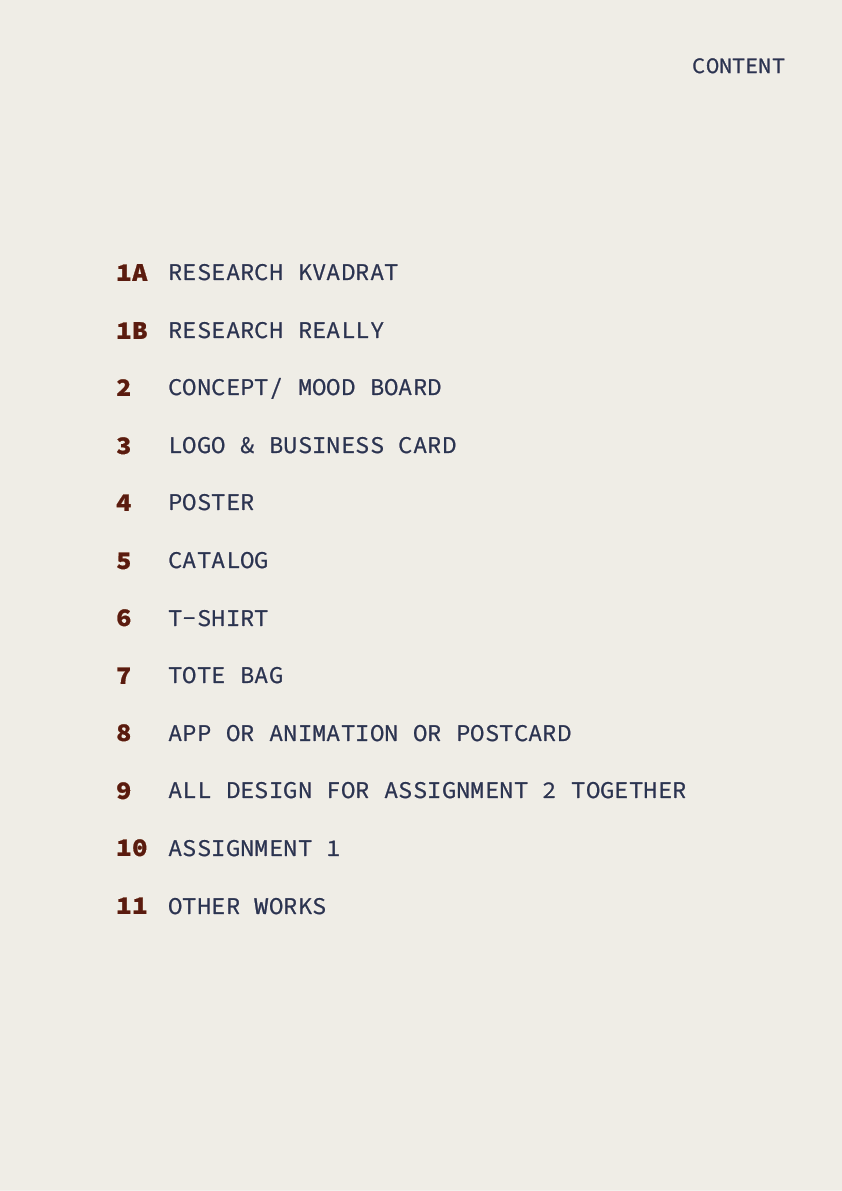 CONTENT
1A RESEARCH KVADRAT
1B RESEARCH REALLY
2 CONCEPT/ MOOD BOARD
3 LOGO & BUSINESS CARD
4 POSTER
5 CATALOG
6 T-SHIRT
7 TOTE BAG
8 APP OR ANIMATION OR POSTCARD
9 ALL DESIGN FOR ASSIGNMENT 2 TOGETHER
10 ASSIGNMENT 1
11 OTHER WORKS